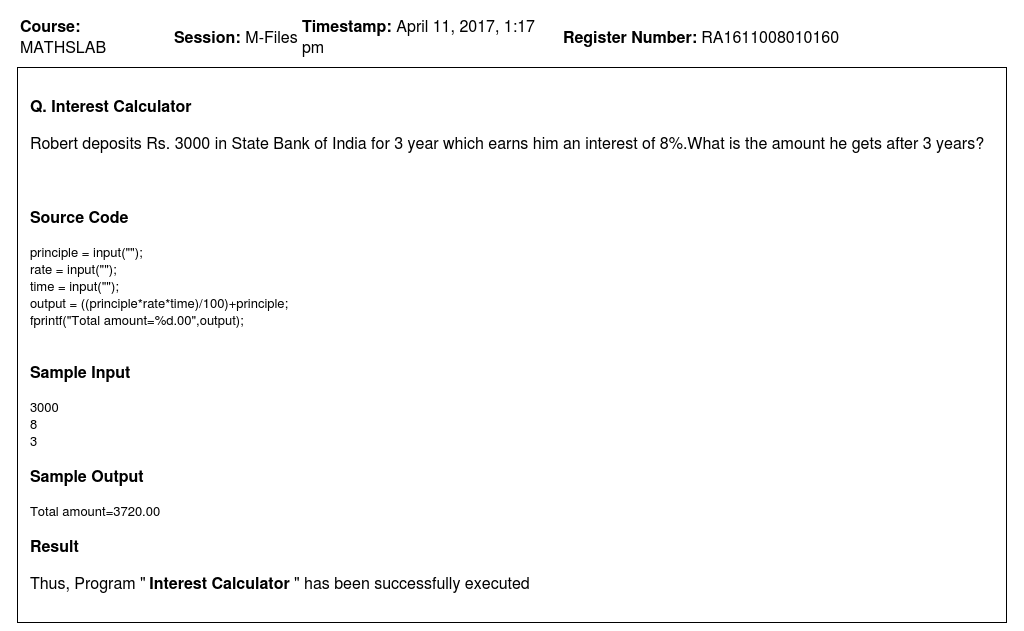 Course: MATHSLAB
Session: M-Files
Timestamp: April 11, 2017, 1:17 pm
Register Number: RA1611008010160
Q. Interest Calculator
Robert deposits Rs. 3000 in State Bank of India for 3 year which earns him an interest of 8%.What is the amount he gets after 3 years?
Source Code
principle = input("");
rate = input("");
time = input("");
output = ((principle*rate*time)/100)+principle;
fprintf("Total amount=%d.00",output);
Sample Input
3000
8
3
Sample Output
Total amount=3720.00
Result
Thus, Program " Interest Calculator " has been successfully executed